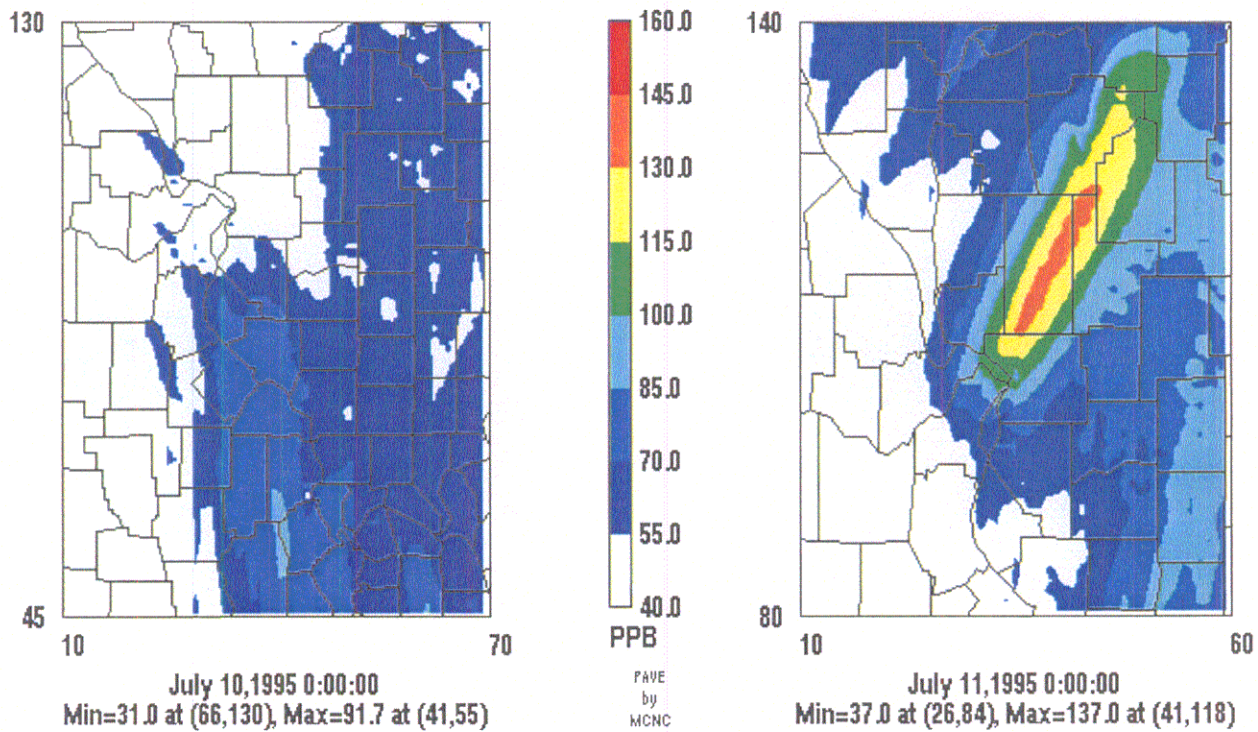 130
45
10
70
July 10,1995 0:00:00
Min=31.0 at (66,130), Max=91.7 at (41,55)
160.0
145.0
130.0
115.0
100.0
85.0
70.0
55.0
40.0
PPB
PAVE
by
MCNC
140
80
10
60
July 11,1995 0:00:00
Min=37.0 at (26,84), Max=137.0 at (41,118)